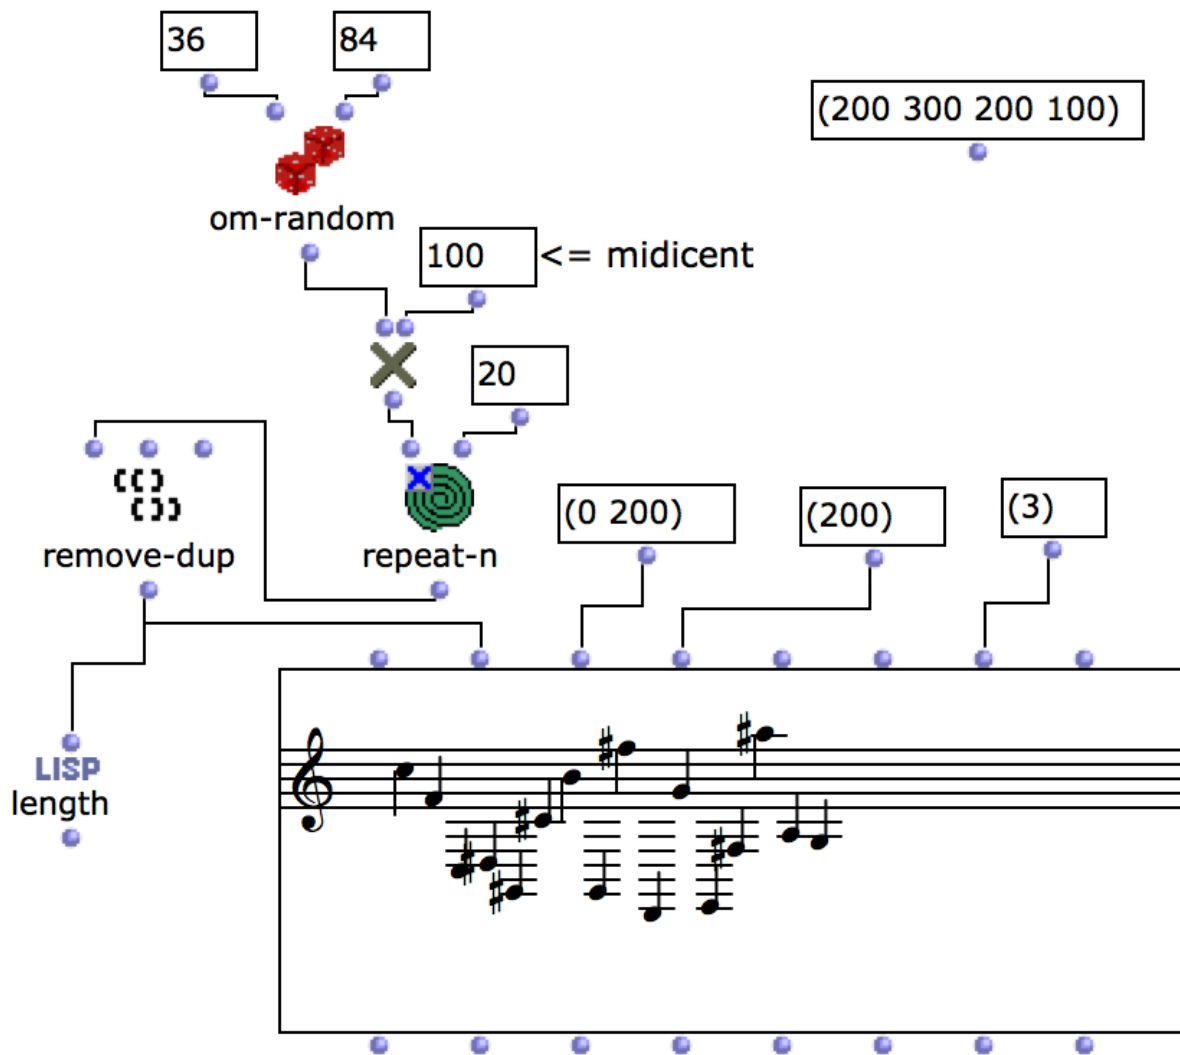 36
84
(200 300 200 100)
om-random
100
<= midicent
20
remove-dup
repeat-n
(0 200)
(200)
(3)
LISP
length